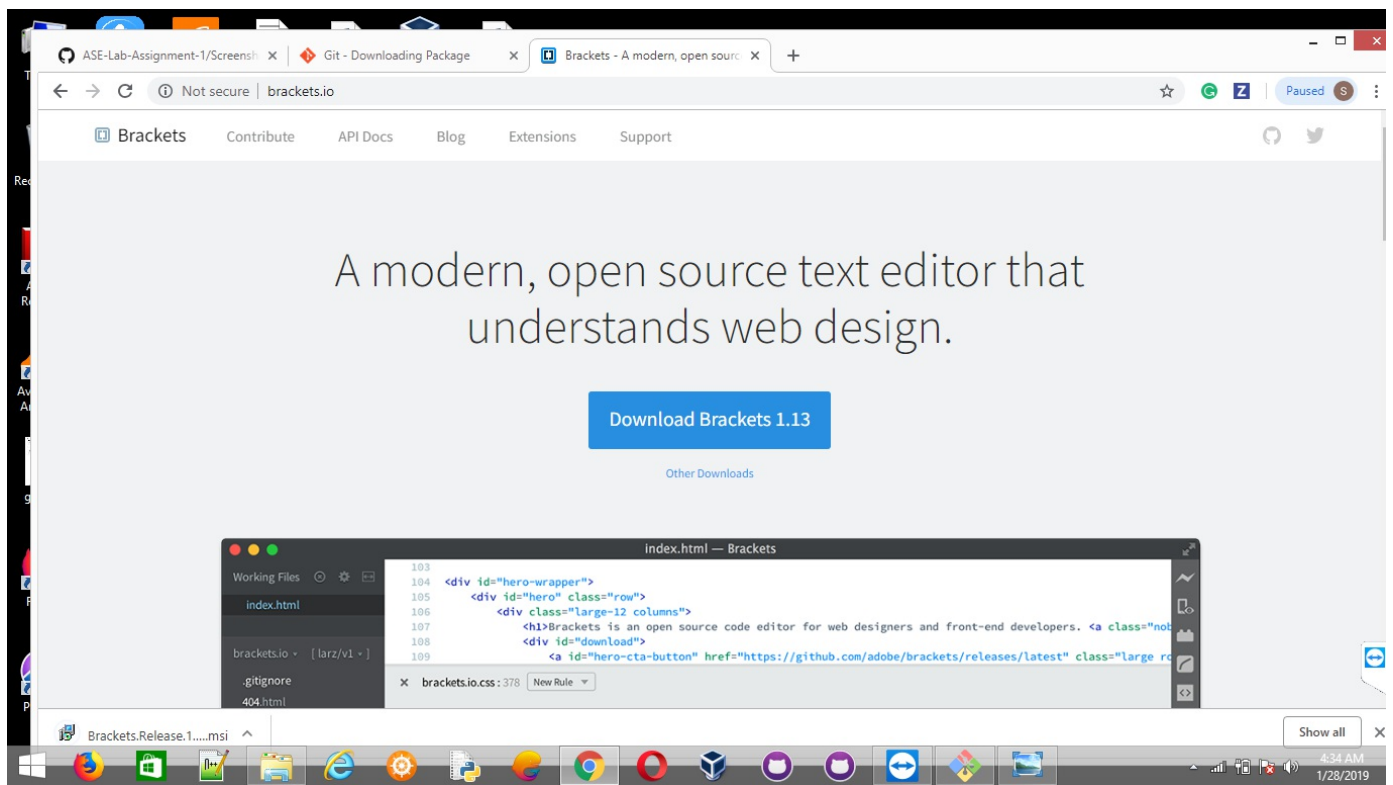 ASE-Lab-Assignment-1/Screensh
Git - Downloading Package
Brackets - A modern, open sourc
Not secure | brackets.io
Paused
S
Brackets
Contribute
API Docs
Blog
Extensions
Support
A modern, open source text editor that
understands web design.
Download Brackets 1.13
Other Downloads
index.html — Brackets
Working Files
index.html
brackets.io
[ larz/v1 ]
.gitignore
404.html
103
104 <div id="hero-wrapper">
105 <div id="hero" class="row">
106 <div class="large-12 columns">
107 <h1>Brackets is an open source code editor for web designers and front-end developers. <a class="nob
108 <div id="download">
109 <a id="hero-cta-button" href="https://github.com/adobe/brackets/releases/latest" class="large ro
brackets.io.css : 378
New Rule
Brackets.Release.1.....msi
Show all
4:34 AM
1/28/2019